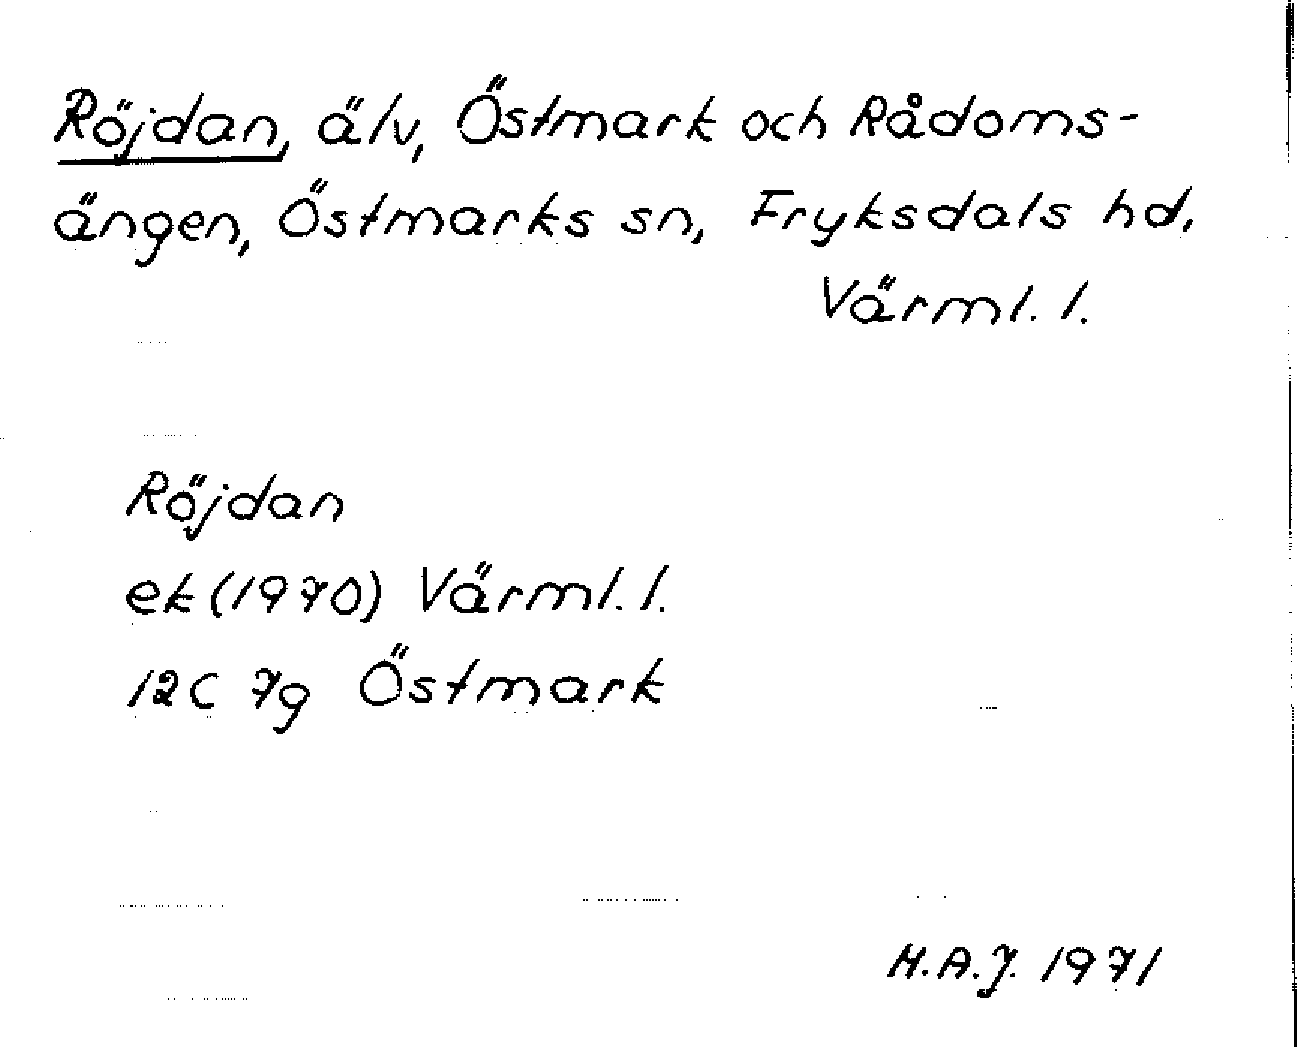 Röjdan, älv, Östmark och Rådoms-
ängen, Östmarks sn, Fryksdals hd,
Värml. l.
Röjdan
ek (1970) Värml. l.
12C 7g Östmark
H.A.J. 1971